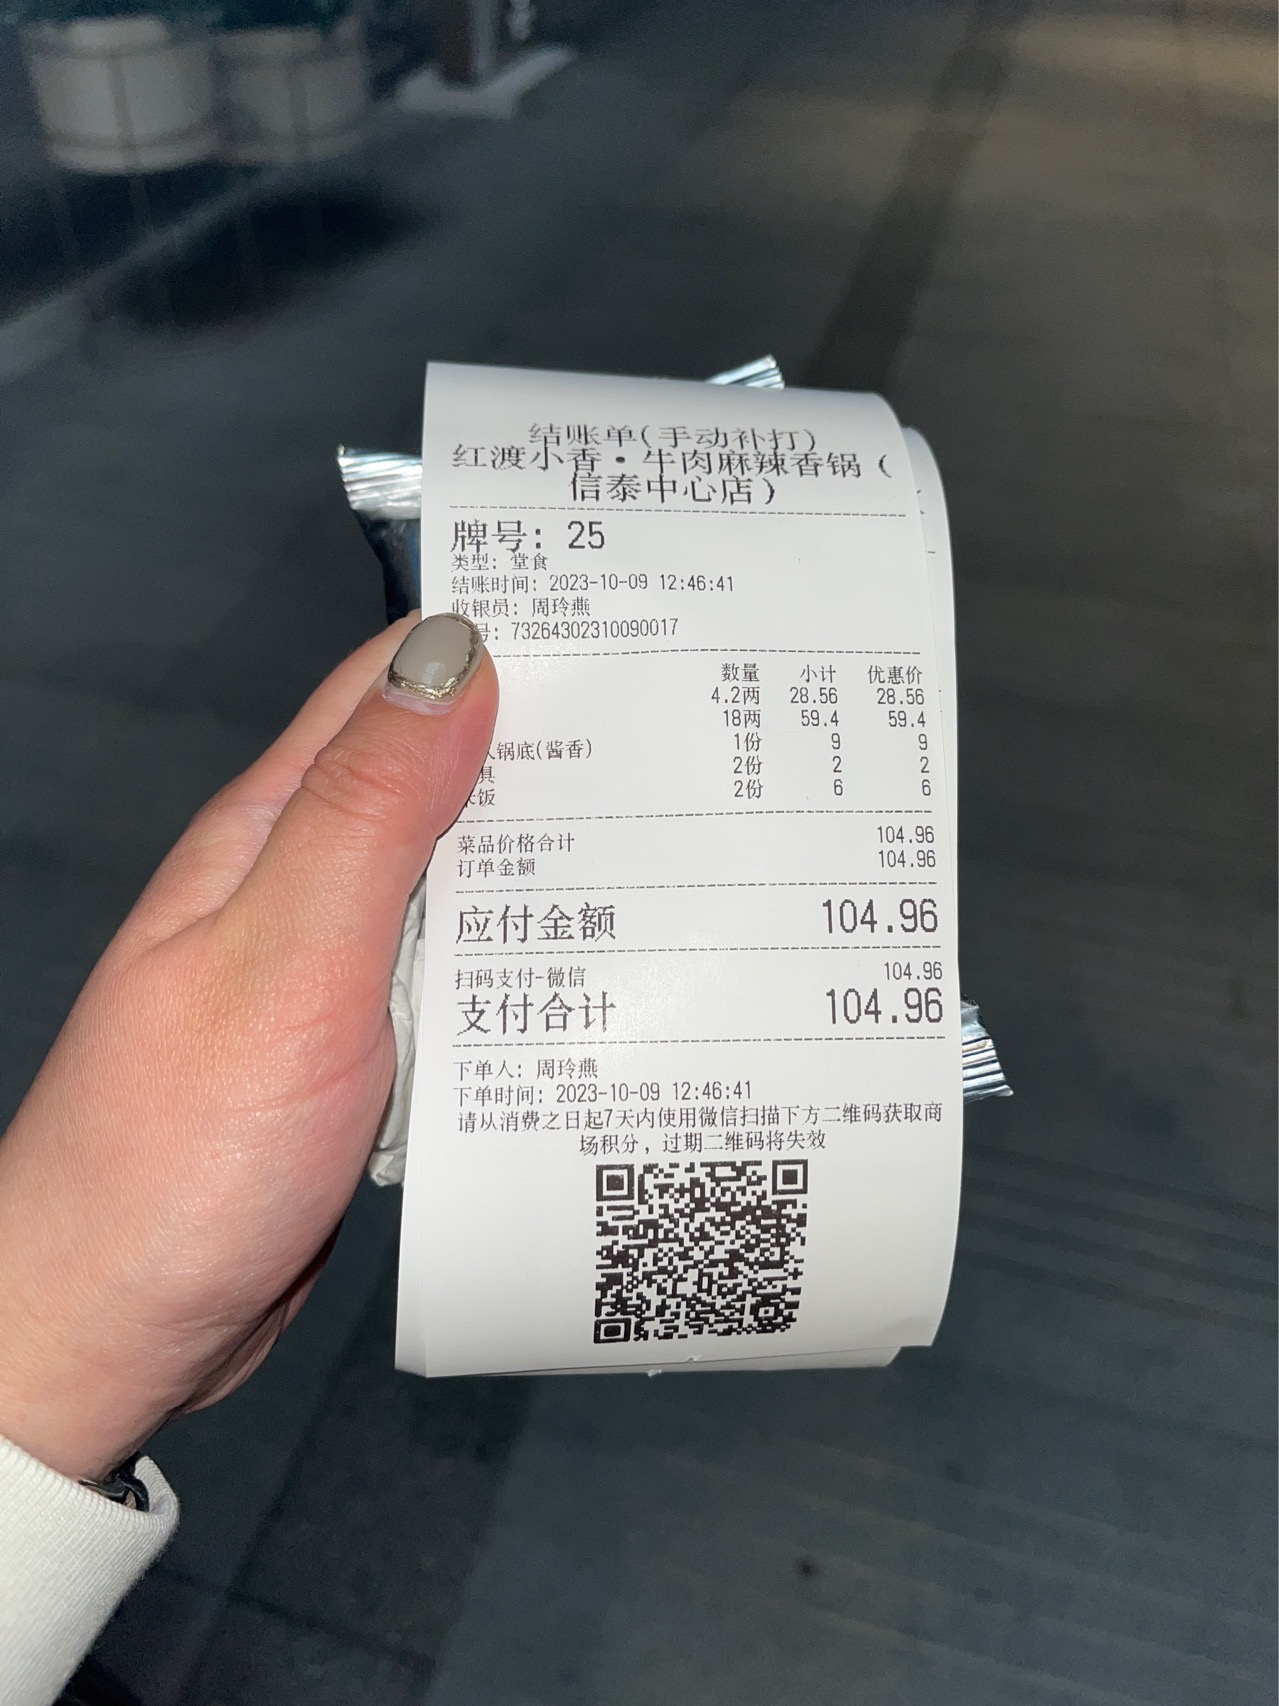 结账单(手动补打)
红渡小香·牛肉麻辣香锅(
信泰中心店)
牌号: 25
类型: 堂食
结账时间: 2023-10-09 12:46:41
收银员: 周玲燕
号: 73264302310090017
数量 小计 优惠价
4.2两 28.56 28.56
18两 59.4 59.4
人锅底(酱香) 1份 9 9
具 2份 2 2
米饭 2份 6 6
菜品价格合计 104.96
订单金额 104.96
应付金额 104.96
扫码支付-微信 104.96
支付合计 104.96
下单人: 周玲燕
下单时间: 2023-10-09 12:46:41
请从消费之日起7天内使用微信扫描下方二维码获取商
场积分, 过期二维码将失效